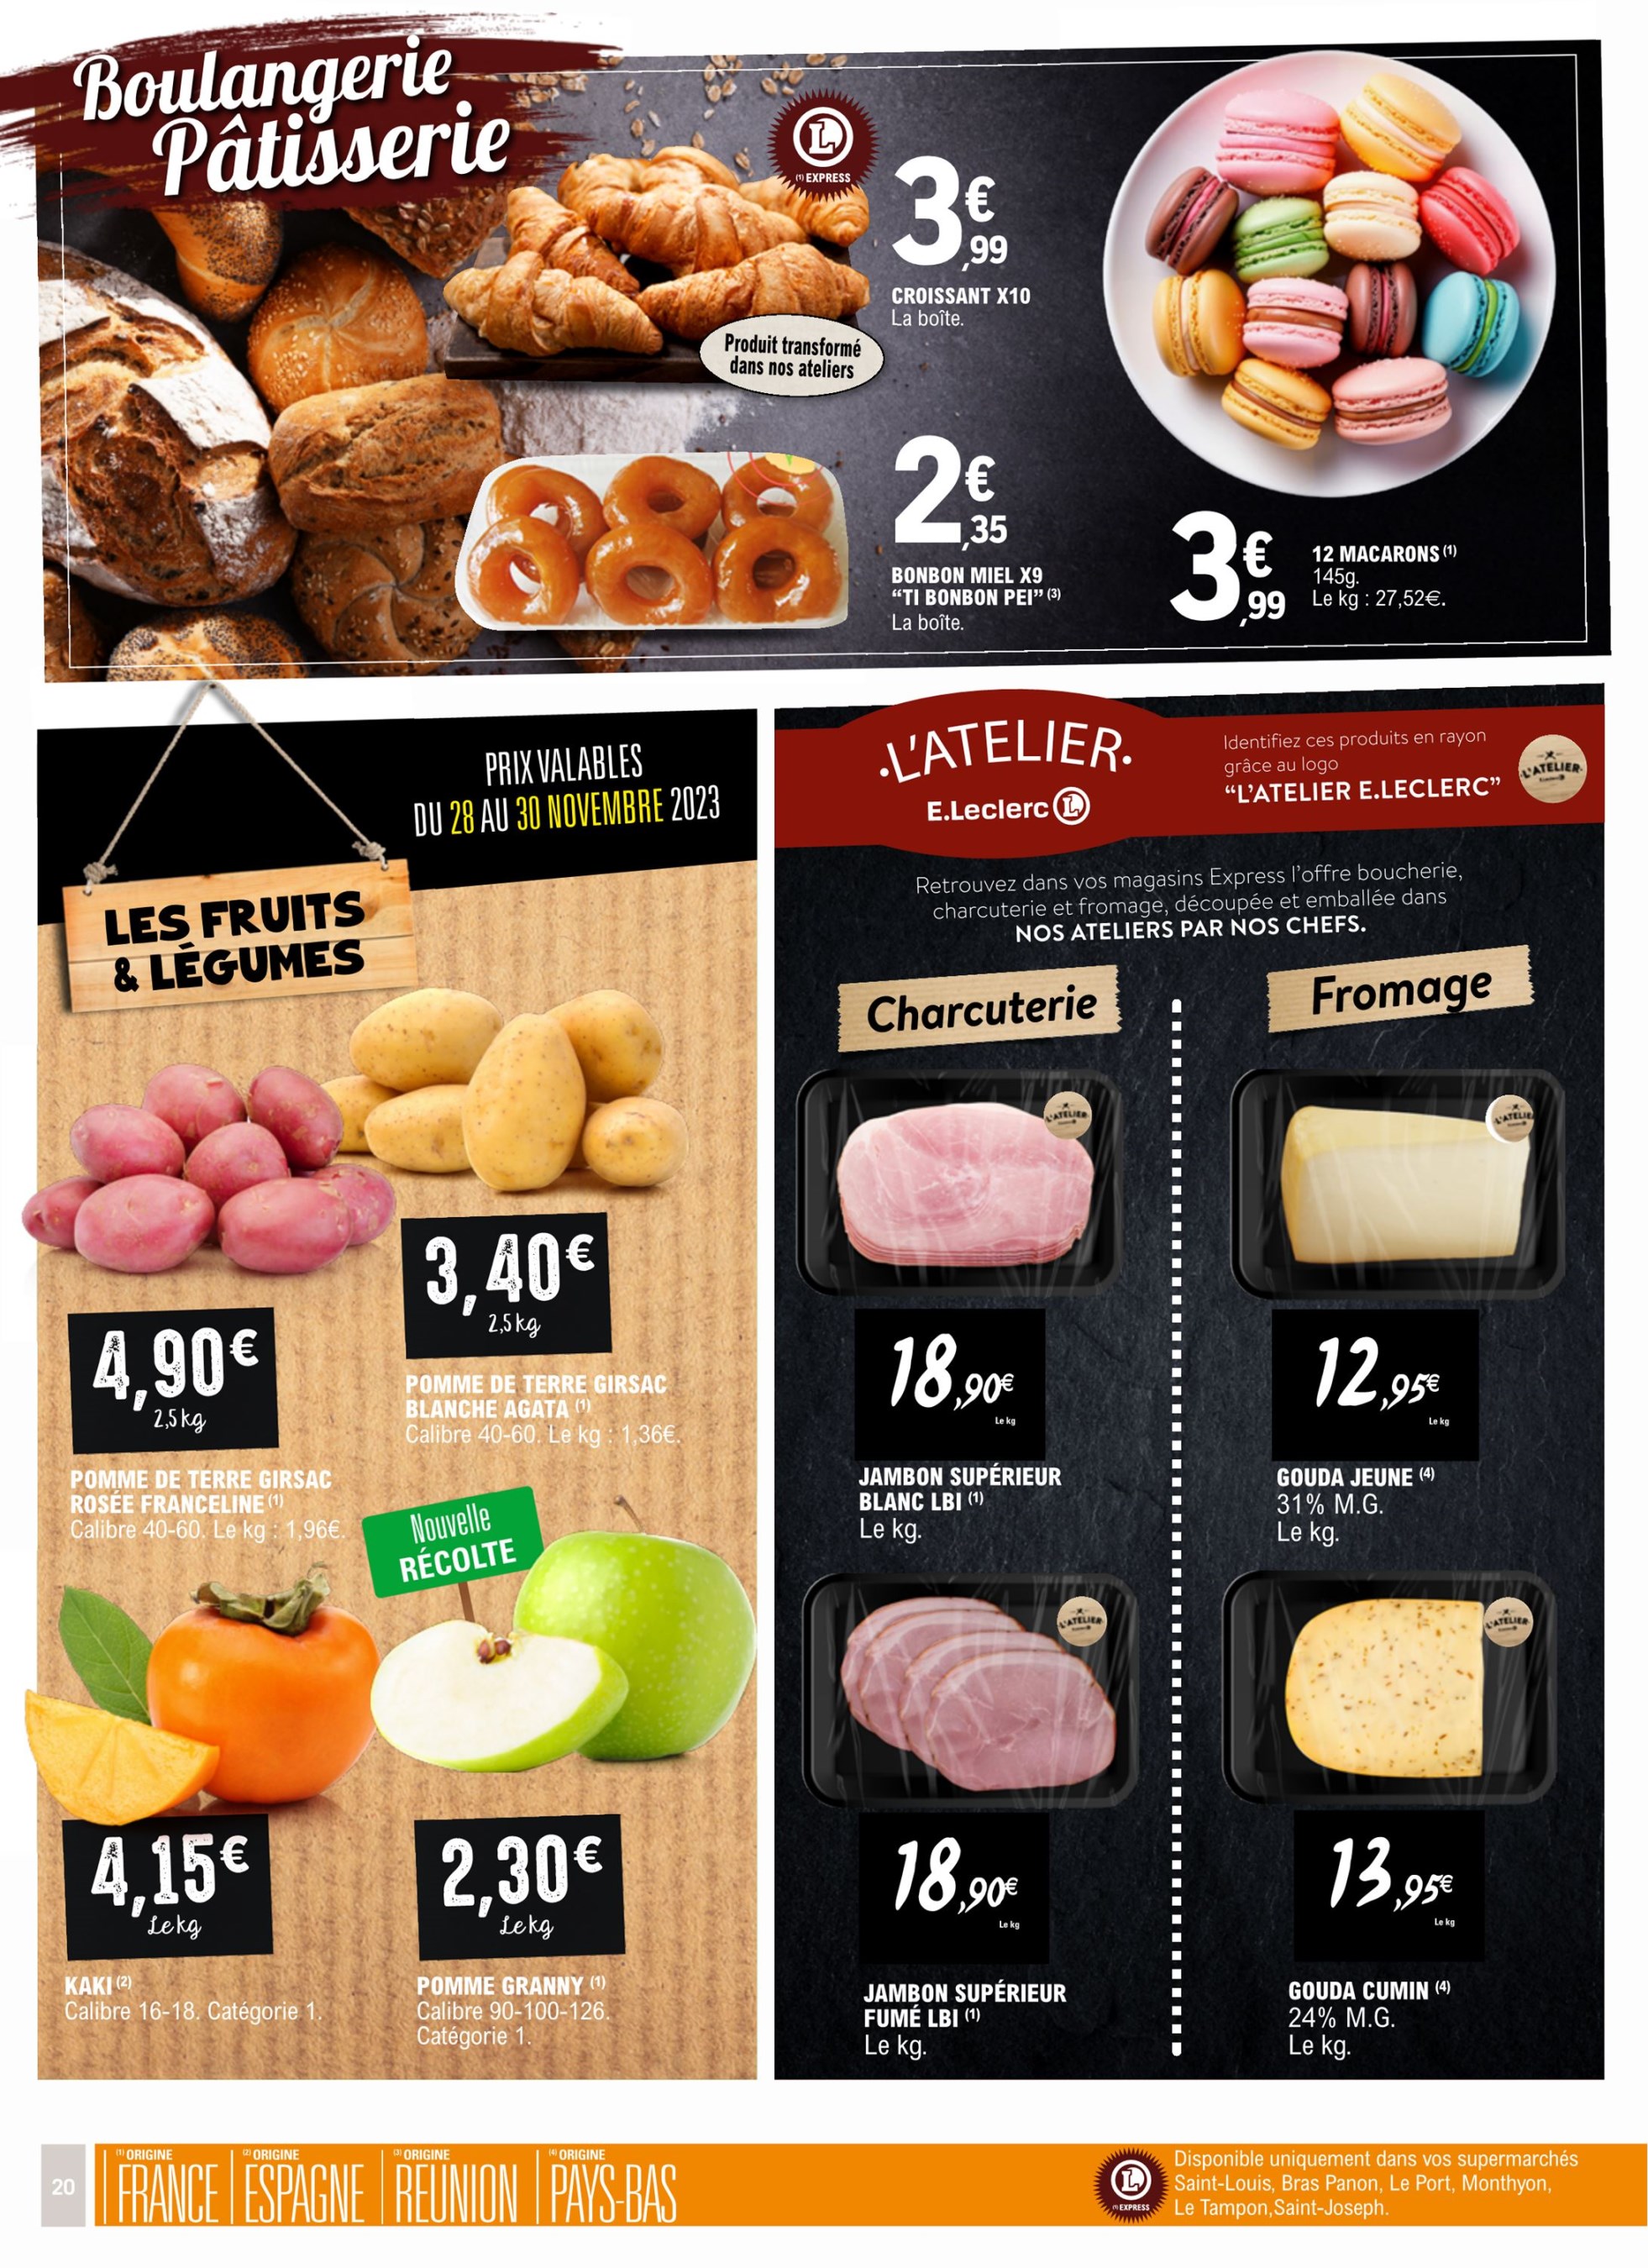 Boulangerie
Pâtisserie
L
(1) EXPRESS
3€,99
CROISSANT X10
La boîte.
Produit transformé
dans nos ateliers
2€,35
BONBON MIEL X9
“TI BONBON PEI” (3)
La boîte.
3€,99
12 MACARONS (1)
145g.
Le kg : 27,52€.
PRIX VALABLES
DU 28 AU 30 NOVEMBRE 2023
LES FRUITS
& LÉGUMES
3,40€
2,5 kg
POMME DE TERRE GIRSAC
BLANCHE AGATA (1)
Calibre 40-60. Le kg : 1,36€.
4,90€
2,5 kg
POMME DE TERRE GIRSAC
ROSÉE FRANCELINE (1)
Calibre 40-60. Le kg : 1,96€.
Nouvelle
RÉCOLTE
4,15€
Le kg
KAKI (2)
Calibre 16-18. Catégorie 1.
2,30€
Le kg
POMME GRANNY (1)
Calibre 90-100-126.
Catégorie 1.
·L'ATELIER·
E.Leclerc L
Identifiez ces produits en rayon
grâce au logo
“L’ATELIER E.LECLERC”
L'ATELIER
Retrouvez dans vos magasins Express l’offre boucherie,
charcuterie et fromage, découpée et emballée dans
NOS ATELIERS PAR NOS CHEFS.
Charcuterie
L'ATELIER
18,90€
Le kg
JAMBON SUPÉRIEUR
BLANC LBI (1)
Le kg.
L'ATELIER
18,90€
Le kg
JAMBON SUPÉRIEUR
FUMÉ LBI (1)
Le kg.
Fromage
L'ATELIER
12,95€
Le kg
GOUDA JEUNE (4)
31% M.G.
Le kg.
L'ATELIER
13,95€
Le kg
GOUDA CUMIN (4)
24% M.G.
Le kg.
20
(1) ORIGINE
FRANCE
(2) ORIGINE
ESPAGNE
(3) ORIGINE
REUNION
(4) ORIGINE
PAYS-BAS
L
(1) EXPRESS
Disponible uniquement dans vos supermarchés
Saint-Louis, Bras Panon, Le Port, Monthyon,
Le Tampon,Saint-Joseph.